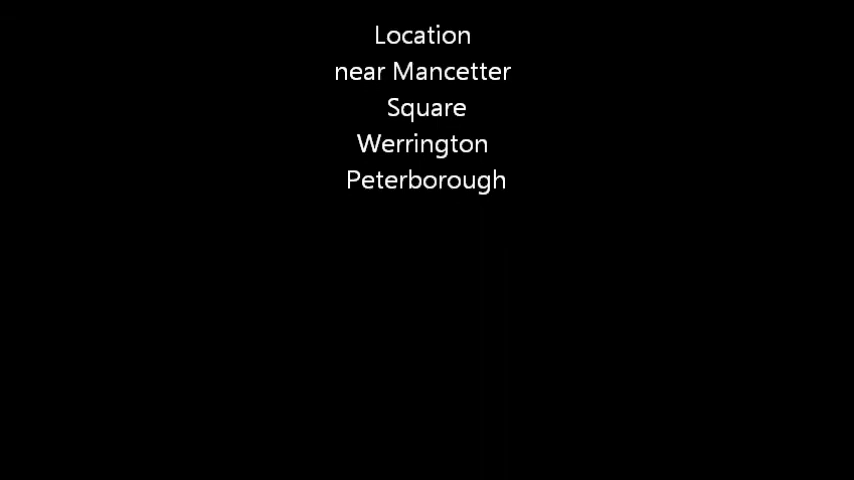 Location
near Mancetter
Square
Werrington
Peterborough